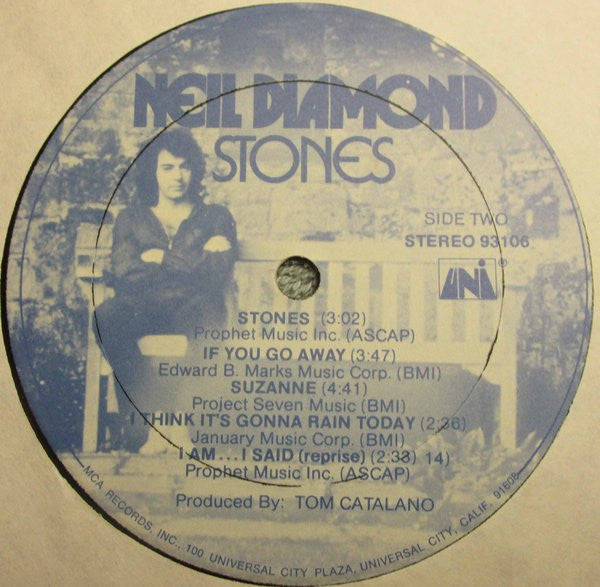 NEIL DIAMOND
STONES
SIDE TWO
STEREO 93106
UNI®
STONES (3:02)
Prophet Music Inc. (ASCAP)
IF YOU GO AWAY (3:47)
Edward B. Marks Music Corp. (BMI)
SUZANNE (4:41)
Project Seven Music (BMI)
I THINK IT'S GONNA RAIN TODAY (2:36)
January Music Corp. (BMI)
I AM...I SAID (reprise) (2:33 14)
Prophet Music Inc. (ASCAP)
Produced By: TOM CATALANO
MCA RECORDS, INC., 100 UNIVERSAL CITY PLAZA, UNIVERSAL CITY, CALIF. 91608